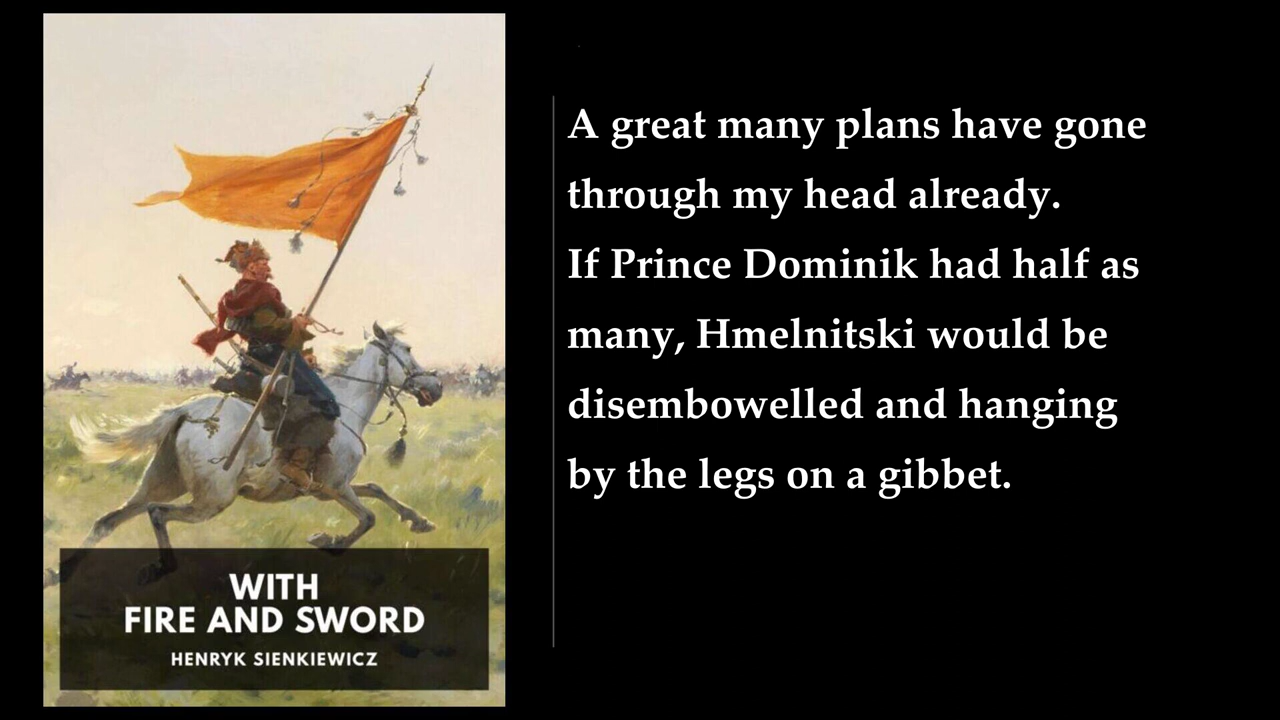 WITH
FIRE AND SWORD
HENRYK SIENKIEWICZ
A great many plans have gone
through my head already.
If Prince Dominik had half as
many, Hmelnitski would be
disembowelled and hanging
by the legs on a gibbet.